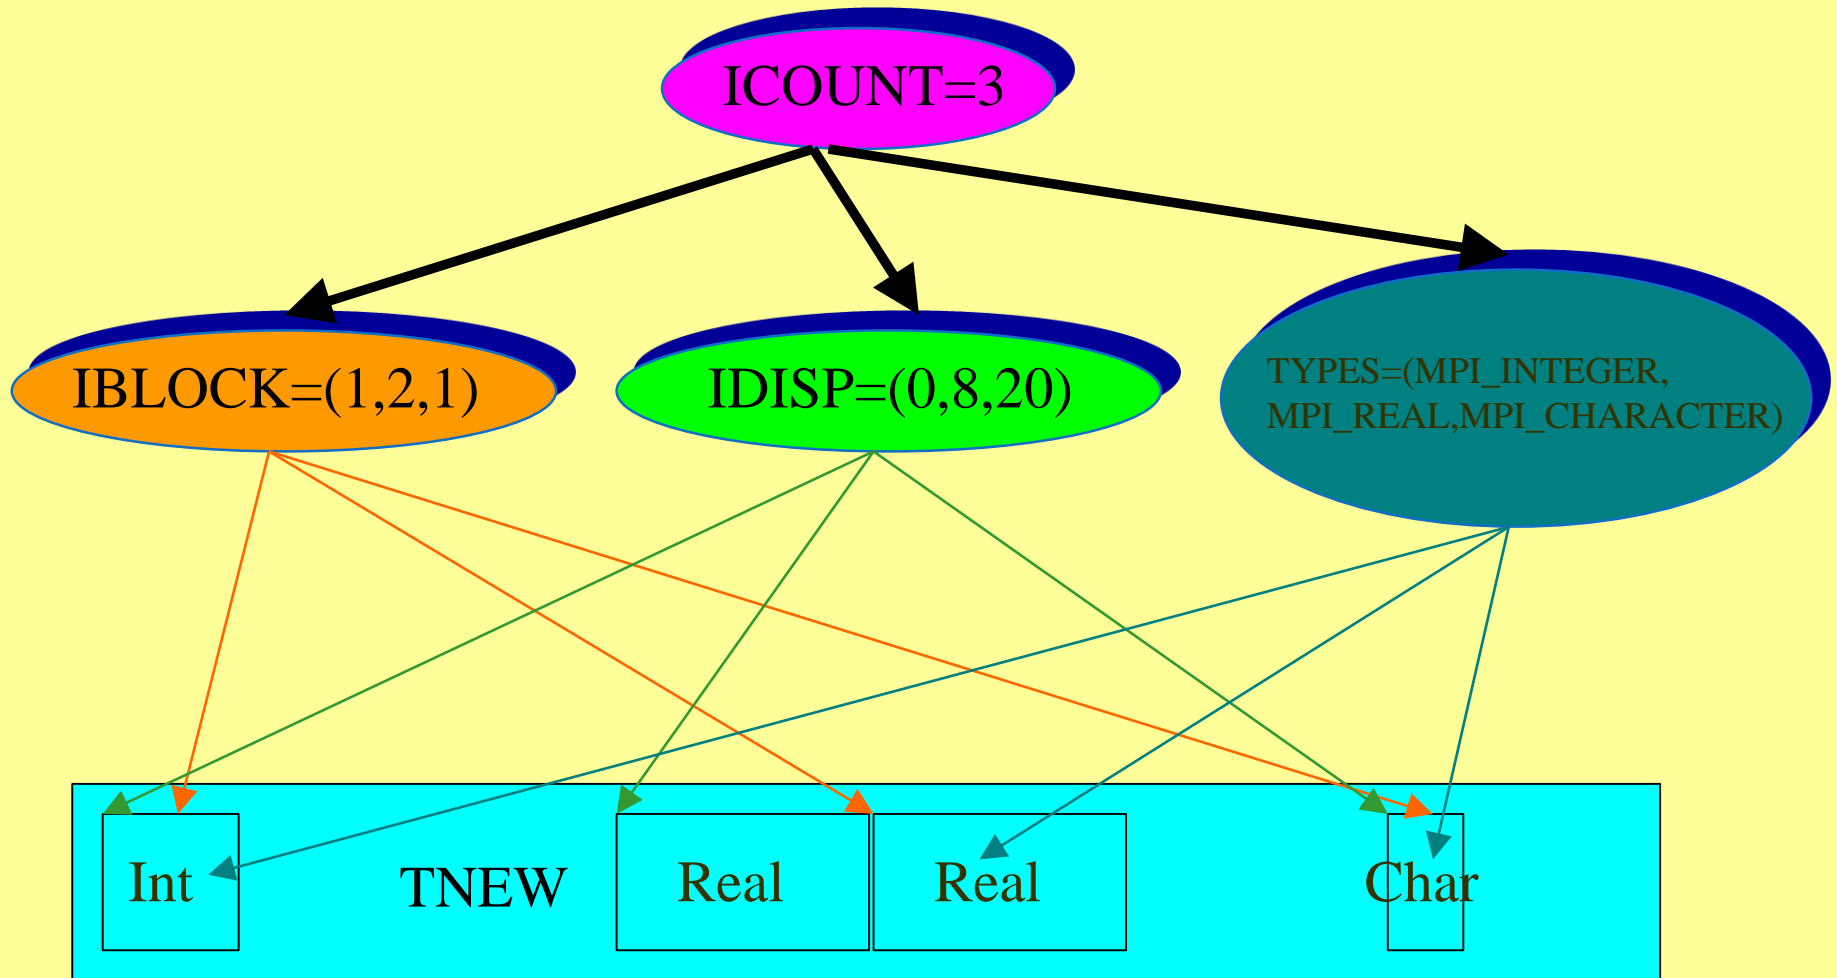 ICOUNT=3
IBLOCK=(1,2,1)
IDISP=(0,8,20)
TYPES=(MPI_INTEGER,
MPI_REAL,MPI_CHARACTER)
Int
TNEW
Real
Real
Char